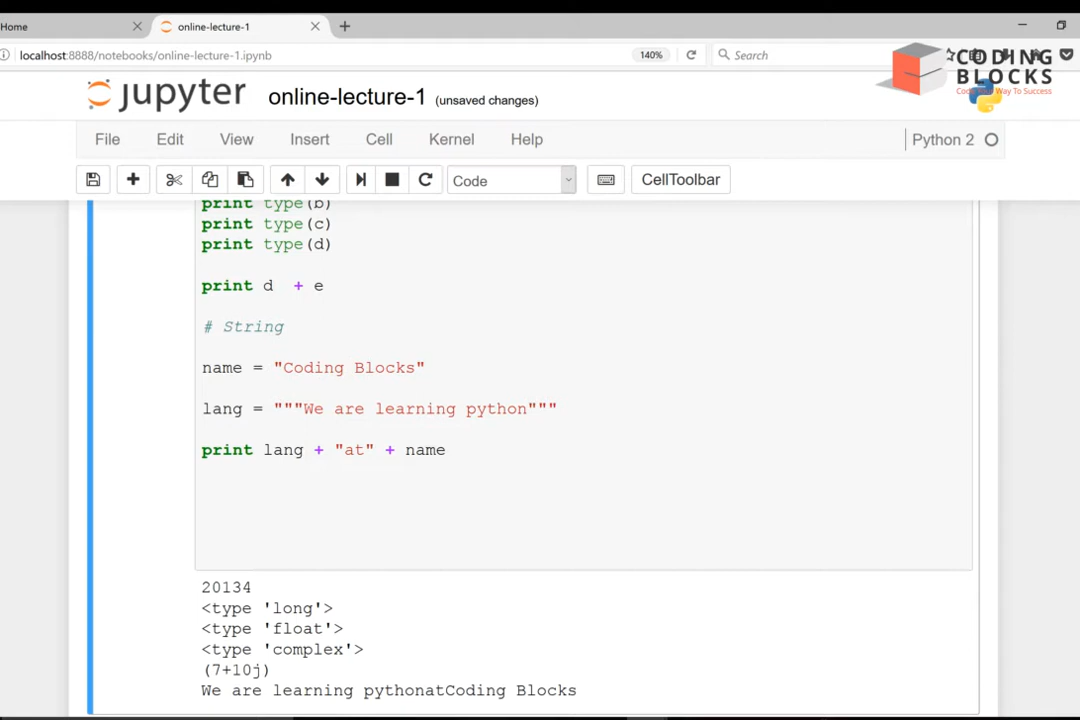 Home
online-lecture-1
localhost:8888/notebooks/online-lecture-1.ipynb
140%
Search
CODING
BLOCKS
jupyter
online-lecture-1 (unsaved changes)
File Edit View Insert Cell Kernel Help
Python 2
Code
CellToolbar
print type(b)
print type(c)
print type(d)
print d  + e
# String
name = "Coding Blocks"
lang = """We are learning python"""
print lang + "at" + name
20134
<type 'long'>
<type 'float'>
<type 'complex'>
(7+10j)
We are learning pythonatCoding Blocks